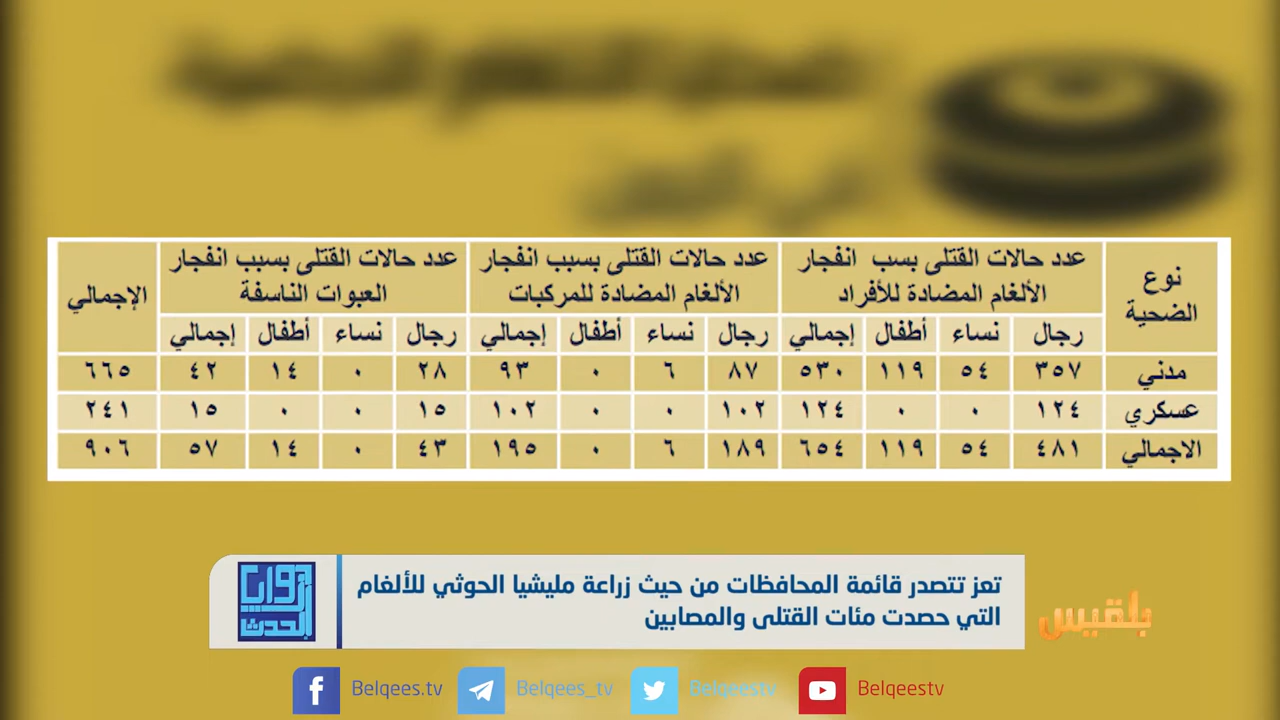 نوع الضحية | عدد حالات القتلى بسب انفجار الألغام المضادة للأفراد | عدد حالات القتلى بسبب انفجار الألغام المضادة للمركبات | عدد حالات القتلى بسبب انفجار العبوات الناسفة | الإجمالي
رجال | نساء | أطفال | إجمالي | رجال | نساء | أطفال | إجمالي | رجال | نساء | أطفال | إجمالي
مدني | ٣٥٧ | ٥٤ | ١١٩ | ٥٣٠ | ٨٧ | ٦ | ٠ | ٩٣ | ٢٨ | ٠ | ١٤ | ٤٢ | ٦٦٥
عسكري | ١٢٤ | ٠ | ٠ | ١٢٤ | ١٠٢ | ٠ | ٠ | ١٠٢ | ١٥ | ٠ | ٠ | ١٥ | ٢٤١
الاجمالي | ٤٨١ | ٥٤ | ١١٩ | ٦٥٤ | ١٨٩ | ٦ | ٠ | ١٩٥ | ٤٣ | ٠ | ١٤ | ٥٧ | ٩٠٦
تعز تتصدر قائمة المحافظات من حيث زراعة مليشيا الحوثي للألغام
التي حصدت مئات القتلى والمصابين
زوايا الحدث
بلقيس
Belqees.tv Belqees_tv Belqeestv Belqeestv